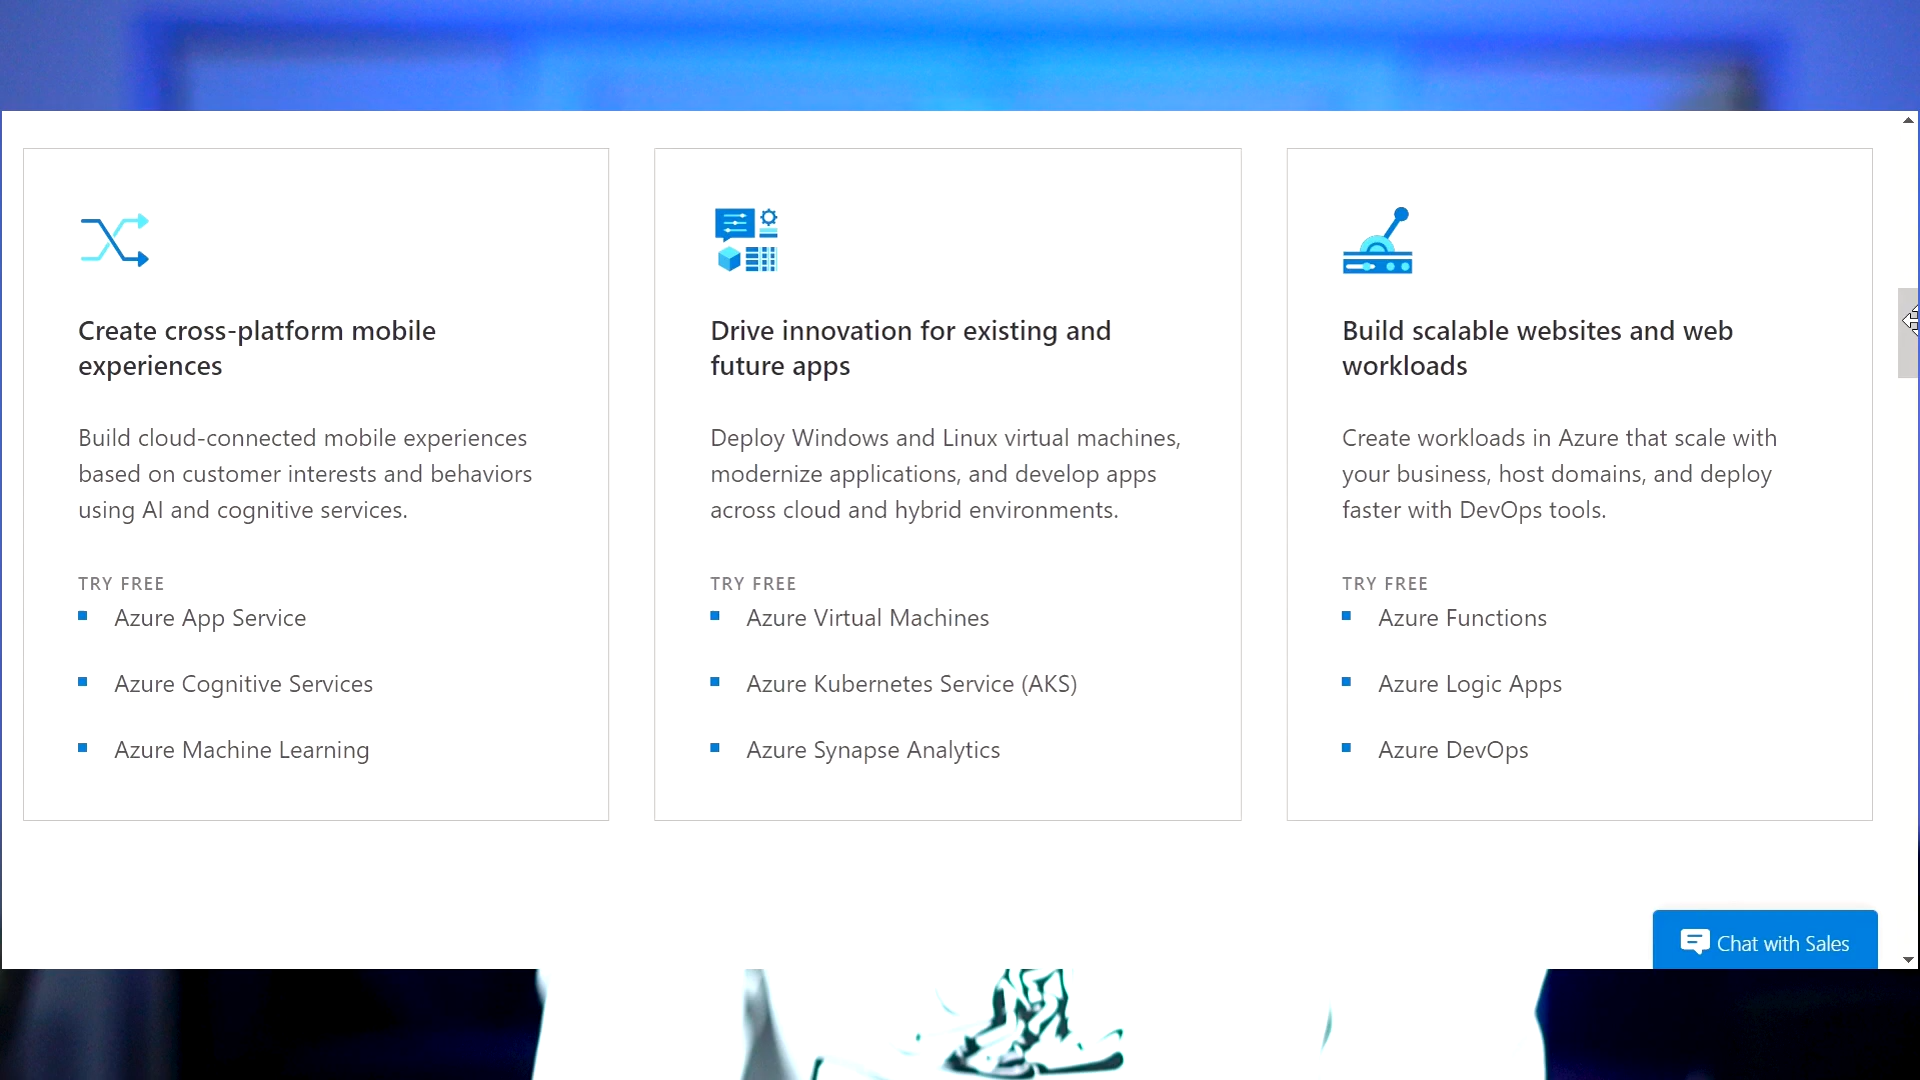 Create cross-platform mobile
experiences
Build cloud-connected mobile experiences
based on customer interests and behaviors
using AI and cognitive services.
TRY FREE
Azure App Service
Azure Cognitive Services
Azure Machine Learning
Drive innovation for existing and
future apps
Deploy Windows and Linux virtual machines,
modernize applications, and develop apps
across cloud and hybrid environments.
TRY FREE
Azure Virtual Machines
Azure Kubernetes Service (AKS)
Azure Synapse Analytics
Build scalable websites and web
workloads
Create workloads in Azure that scale with
your business, host domains, and deploy
faster with DevOps tools.
TRY FREE
Azure Functions
Azure Logic Apps
Azure DevOps
Chat with Sales